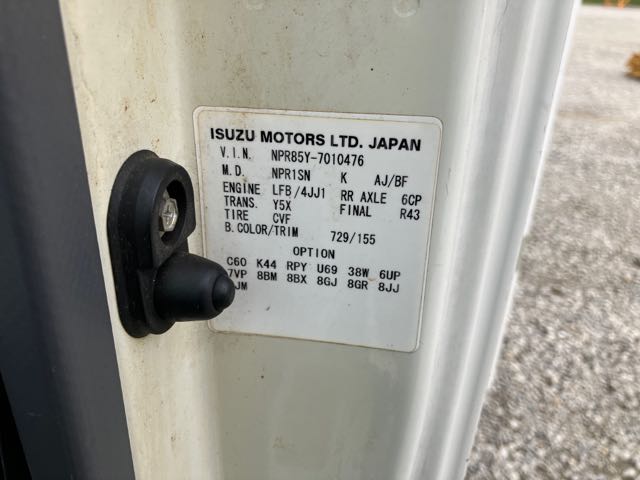 ISUZU MOTORS LTD. JAPAN
V.I.N. NPR85Y-7010476
M.D. NPR1SN K AJ/BF
ENGINE LFB/4JJ1 RR AXLE 6CP
TRANS. Y5X FINAL R43
TIRE CVF
B.COLOR/TRIM 729/155
OPTION
C60 K44 RPY U69 38W 6UP
7VP 8BM 8BX 8GJ 8GR 8JJ